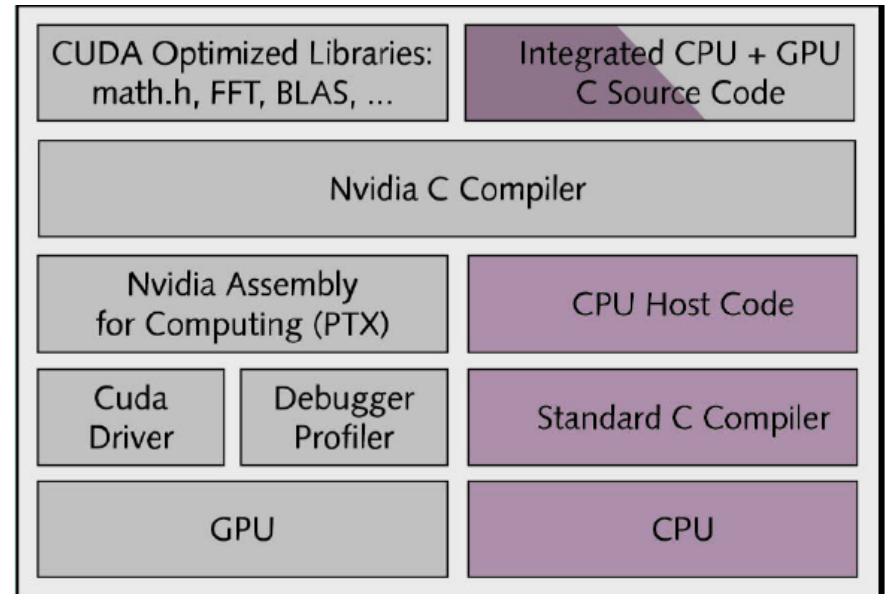 CUDA Optimized Libraries:
math.h, FFT, BLAS, ...
Integrated CPU + GPU
C Source Code
Nvidia C Compiler
Nvidia Assembly
for Computing (PTX)
CPU Host Code
Cuda
Driver
Debugger
Profiler
Standard C Compiler
GPU
CPU